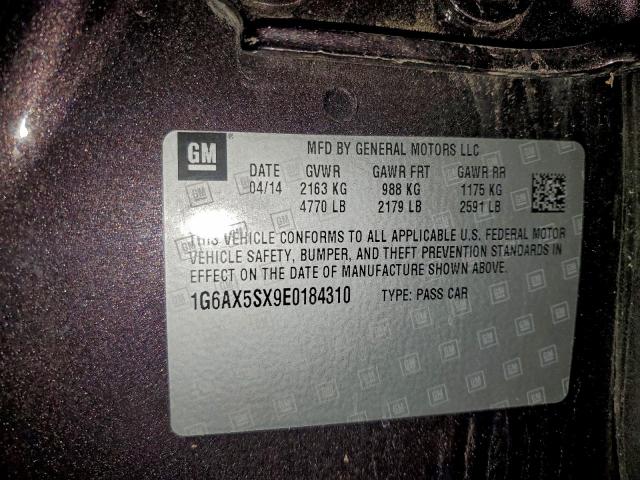 GM
MFD BY GENERAL MOTORS LLC
DATE GVWR GAWR FRT GAWR RR
04/14 2163 KG 988 KG 1175 KG
4770 LB 2179 LB 2591 LB
THIS VEHICLE CONFORMS TO ALL APPLICABLE U.S. FEDERAL MOTOR
VEHICLE SAFETY, BUMPER, AND THEFT PREVENTION STANDARDS IN
EFFECT ON THE DATE OF MANUFACTURE SHOWN ABOVE.
1G6AX5SX9E0184310 TYPE: PASS CAR